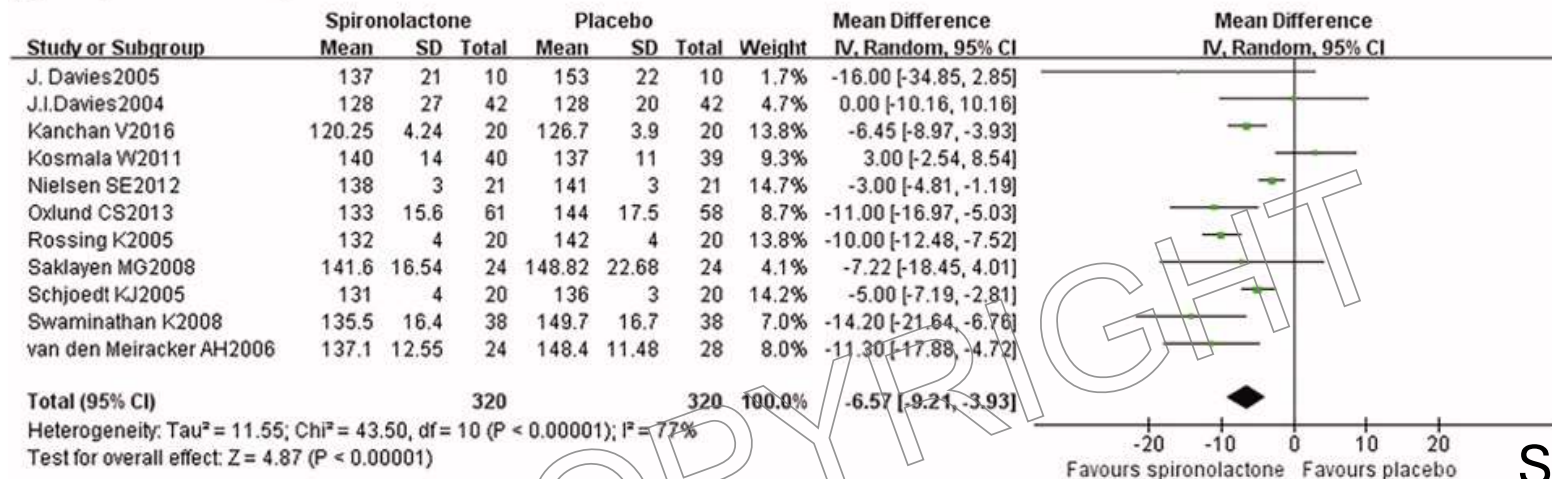 Spironolactone Placebo Mean Difference Mean Difference
Study or Subgroup Mean SD Total Mean SD Total Weight IV, Random, 95% CI IV, Random, 95% CI
J. Davies2005 137 21 10 153 22 10 1.7% -16.00 [-34.85, 2.85]
J.I.Davies2004 128 27 42 128 20 42 4.7% 0.00 [-10.16, 10.16]
Kanchan V2016 120.25 4.24 20 126.7 3.9 20 13.8% -6.45 [-8.97, -3.93]
Kosmala W2011 140 14 40 137 11 39 9.3% 3.00 [-2.54, 8.54]
Nielsen SE2012 138 3 21 141 3 21 14.7% -3.00 [-4.81, -1.19]
Oxlund CS2013 133 15.6 61 144 17.5 58 8.7% -11.00 [-16.97, -5.03]
Rossing K2005 132 4 20 142 4 20 13.8% -10.00 [-12.48, -7.52]
Saklayen MG2008 141.6 16.54 24 148.82 22.68 24 4.1% -7.22 [-18.45, 4.01]
Schjoedt KJ2005 131 4 20 136 3 20 14.2% -5.00 [-7.19, -2.81]
Swaminathan K2008 135.5 16.4 38 149.7 16.7 38 7.0% -14.20 [-21.64, -6.76]
van den Meiracker AH2006 137.1 12.55 24 148.4 11.48 28 8.0% -11.30 [-17.88, -4.72]
Total (95% CI) 320 320 100.0% -6.57 [-9.21, -3.93]
Heterogeneity: Tau² = 11.55; Chi² = 43.50, df = 10 (P < 0.00001); I² = 77%
Test for overall effect: Z = 4.87 (P < 0.00001)
-20 -10 0 10 20
Favours spironolactone Favours placebo
S
OPYRIGHT